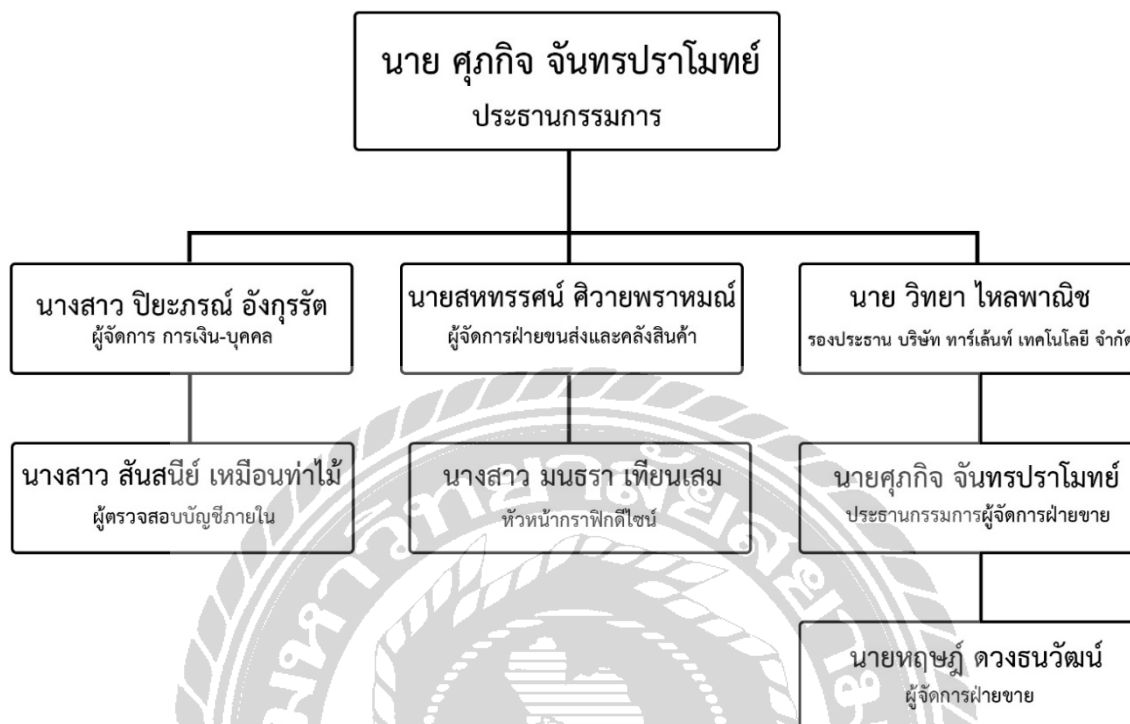 นาย ศุภกิจ จันทรปราโมทย์
ประธานกรรมการ
นางสาว ปิยะภรณ์ อังกุรรัต
ผู้จัดการ การเงิน-บุคคล
นายสหทรรศน์ ศิวายพราหมณ์
ผู้จัดการฝ่ายขนส่งและคลังสินค้า
นาย วิทยา ไหลพาณิช
รองประธาน บริษัท ทาร์เล้นท์ เทคโนโลยี จำกัด
นางสาว สันสนีย์ เหมือนท่าไม้
ผู้ตรวจสอบบัญชีภายใน
นางสาว มนธรา เทียนเสม
หัวหน้ากราฟิกดีไซน์
นายศุภกิจ จันทรปราโมทย์
ประธานกรรมการผู้จัดการฝ่ายขาย
นายหฤษฎ์ ดวงธนวัฒน์
ผู้จัดการฝ่ายขาย
มหาวิทยาลัยสยาม